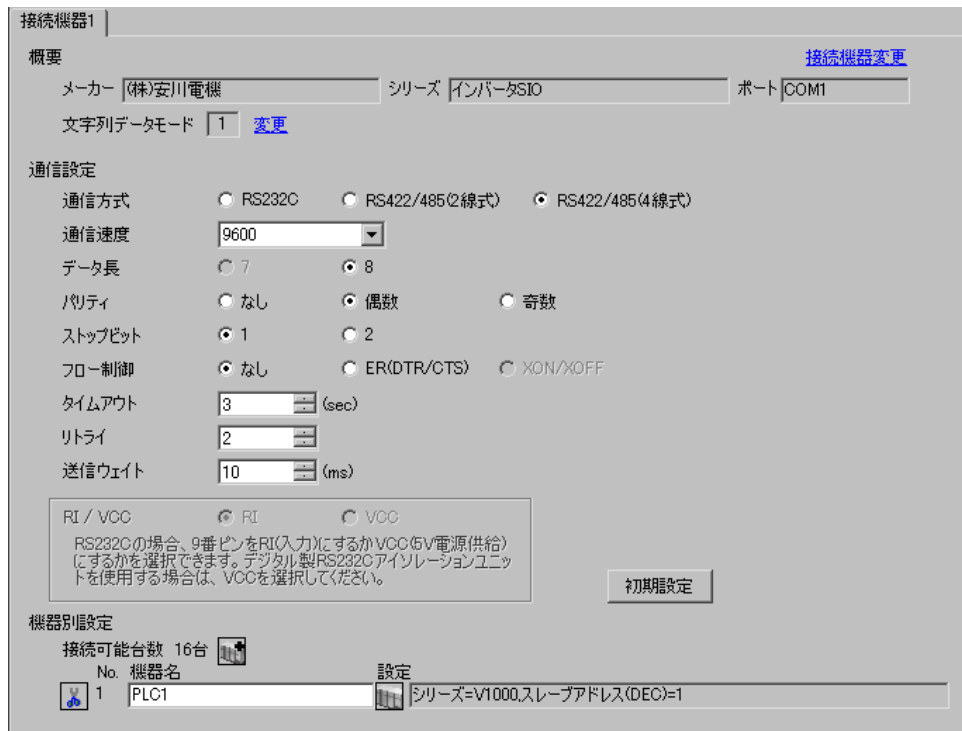 接続機器1
概要 接続機器変更
メーカー (株)安川電機 シリーズ インバータSIO ポート COM1
文字列データモード 1 変更
通信設定
通信方式 RS232C RS422/485(2線式) RS422/485(4線式)
通信速度 9600
データ長 7 8
パリティ なし 偶数 奇数
ストップビット 1 2
フロー制御 なし ER(DTR/CTS) XON/XOFF
タイムアウト 3 (sec)
リトライ 2
送信ウェイト 10 (ms)
RI / VCC RI VCC
RS232Cの場合、9番ピンをRI(入力)にするかVCC(5V電源供給)
にするかを選択できます。デジタル製RS232Cアイソレーションユニッ
トを使用する場合は、VCCを選択してください。
初期設定
機器別設定
接続可能台数 16台
No. 機器名 設定
1 PLC1 シリーズ=V1000,スレーブアドレス(DEC)=1